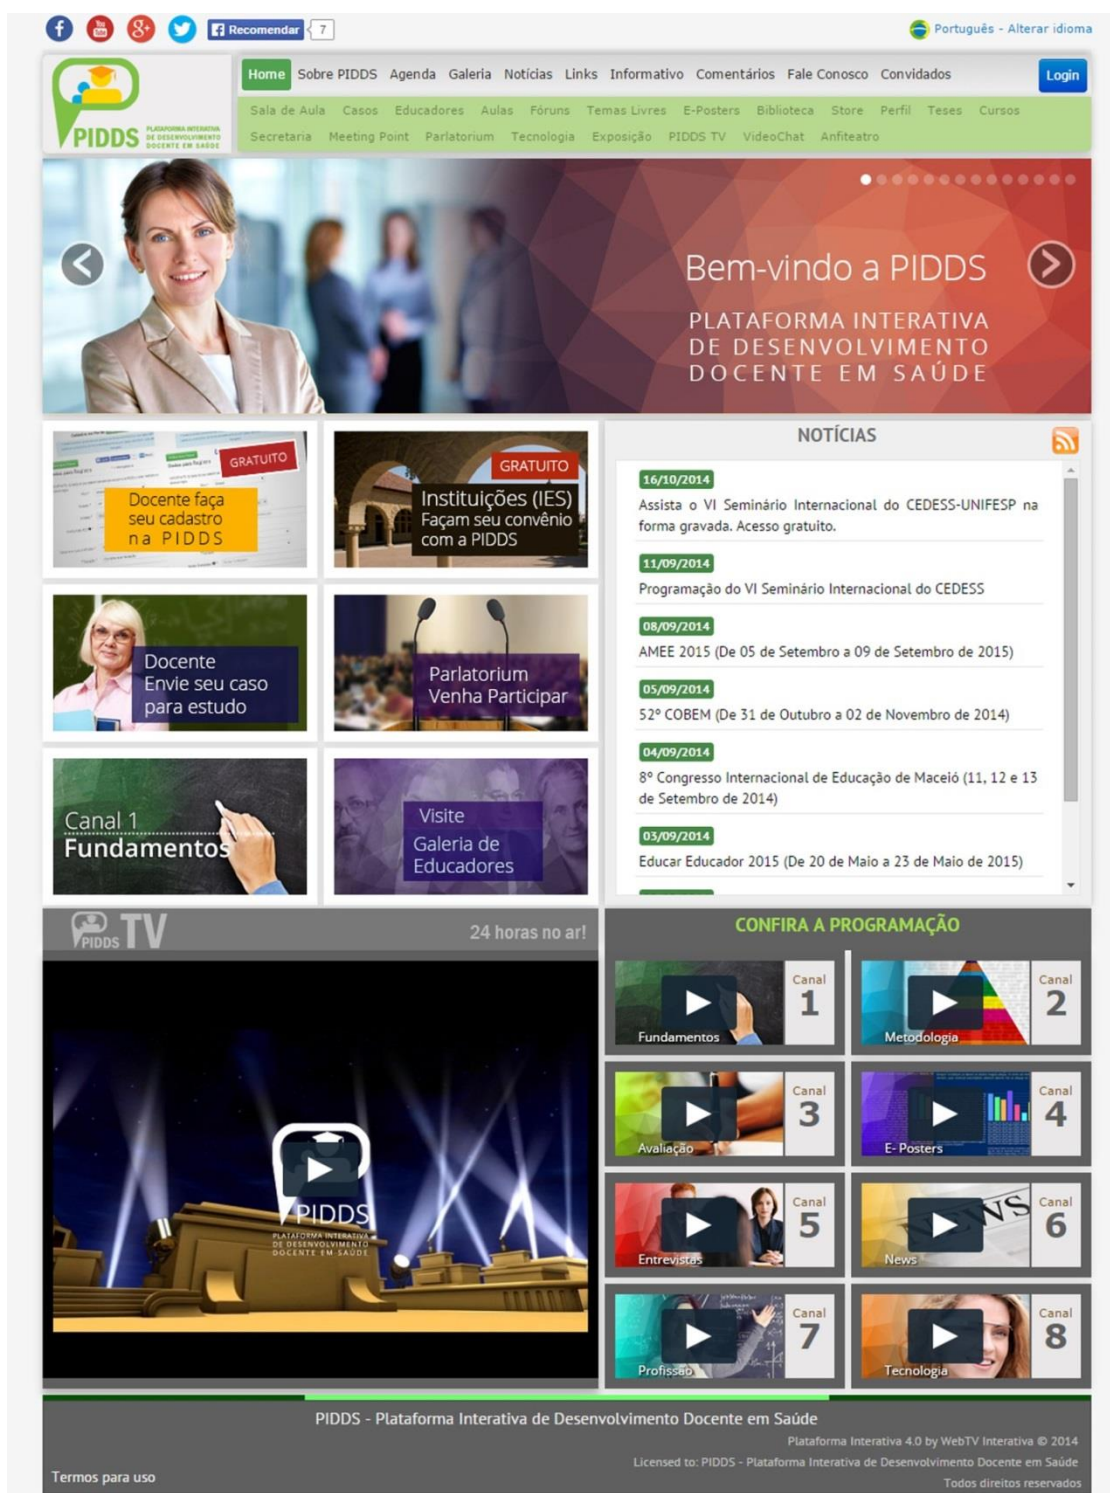 Recomendar 7
Português - Alterar idioma
Home Sobre PIDDS Agenda Galeria Notícias Links Informativo Comentários Fale Conosco Convidados Login
Sala de Aula Casos Educadores Aulas Fóruns Temas Livres E-Posters Biblioteca Store Perfil Teses Cursos
Secretaria Meeting Point Parlatorium Tecnologia Exposição PIDDS TV VideoChat Anfiteatro
PIDDS
PLATAFORMA INTERATIVA
DE DESENVOLVIMENTO
DOCENTE EM SAÚDE
Bem-vindo a PIDDS
PLATAFORMA INTERATIVA
DE DESENVOLVIMENTO
DOCENTE EM SAÚDE
GRATUITO
Docente faça
seu cadastro
na PIDDS
GRATUITO
Instituições (IES)
Façam seu convênio
com a PIDDS
Docente
Envie seu caso
para estudo
Parlatorium
Venha Participar
Canal 1
Fundamentos
Visite
Galeria de
Educadores
NOTÍCIAS
16/10/2014
Assista o VI Seminário Internacional do CEDESS-UNIFESP na
forma gravada. Acesso gratuito.
11/09/2014
Programação do VI Seminário Internacional do CEDESS
08/09/2014
AMEE 2015 (De 05 de Setembro a 09 de Setembro de 2015)
05/09/2014
52º COBEM (De 31 de Outubro a 02 de Novembro de 2014)
04/09/2014
8º Congresso Internacional de Educação de Maceió (11, 12 e 13
de Setembro de 2014)
03/09/2014
Educar Educador 2015 (De 20 de Maio a 23 de Maio de 2015)
PIDDS TV
24 horas no ar!
PIDDS
PLATAFORMA INTERATIVA
DE DESENVOLVIMENTO
DOCENTE EM SAÚDE
CONFIRA A PROGRAMAÇÃO
Fundamentos
Canal
1
Metodologia
Canal
2
Avaliação
Canal
3
E- Posters
Canal
4
Entrevistas
Canal
5
NEWS
News
Canal
6
Profissão
Canal
7
Tecnologia
Canal
8
PIDDS - Plataforma Interativa de Desenvolvimento Docente em Saúde
Plataforma Interativa 4.0 by WebTV Interativa © 2014
Licensed to: PIDDS - Plataforma Interativa de Desenvolvimento Docente em Saúde
Termos para uso
Todos direitos reservados